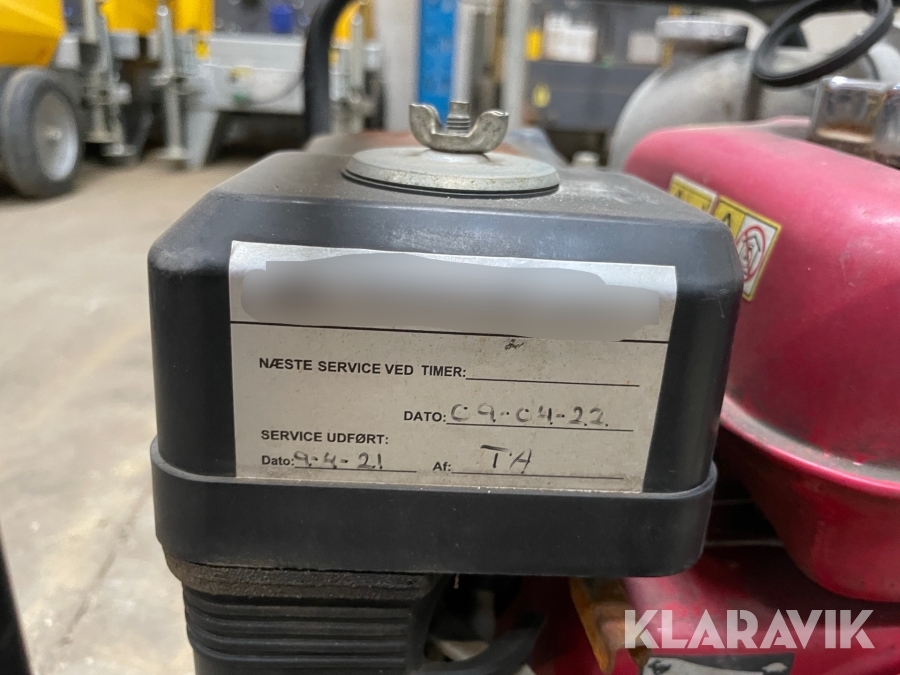 NÆSTE SERVICE VED TIMER:
DATO: 09-04-22
SERVICE UDFØRT:
Dato: 9-4-21 Af: TA
KLARAVIK